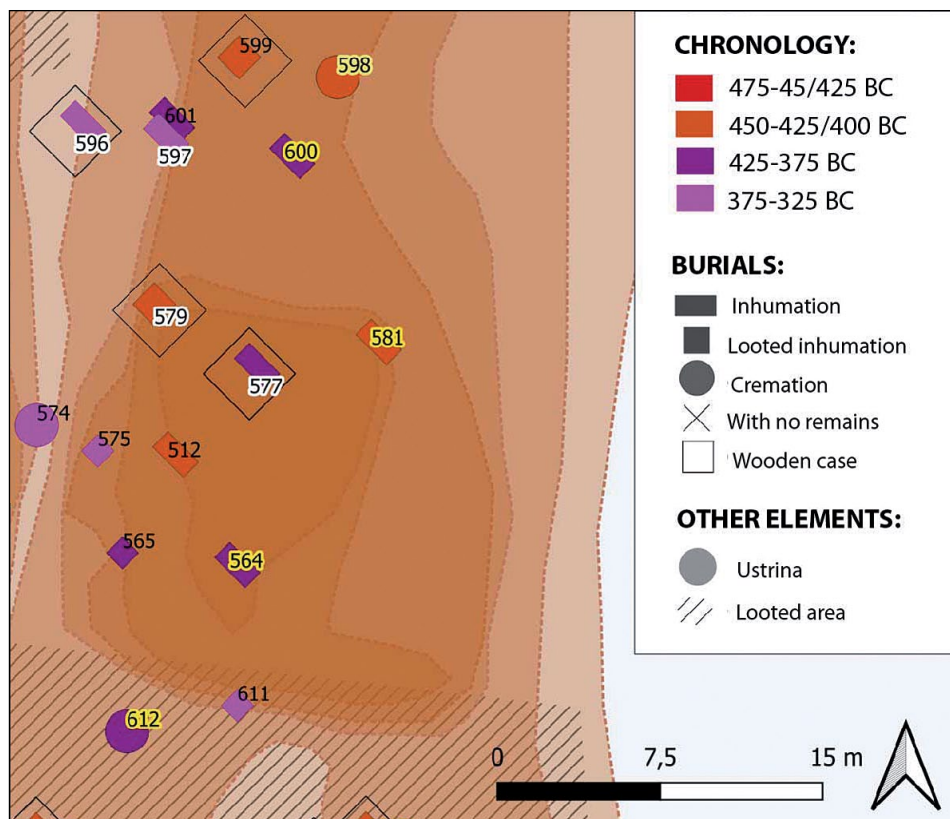 599
598
601
596
597
600
579
581
577
574
575
512
565
564
611
612
CHRONOLOGY:
475-45/425 BC
450-425/400 BC
425-375 BC
375-325 BC
BURIALS:
Inhumation
Looted inhumation
Cremation
With no remains
Wooden case
OTHER ELEMENTS:
Ustrina
Looted area
0 7,5 15 m